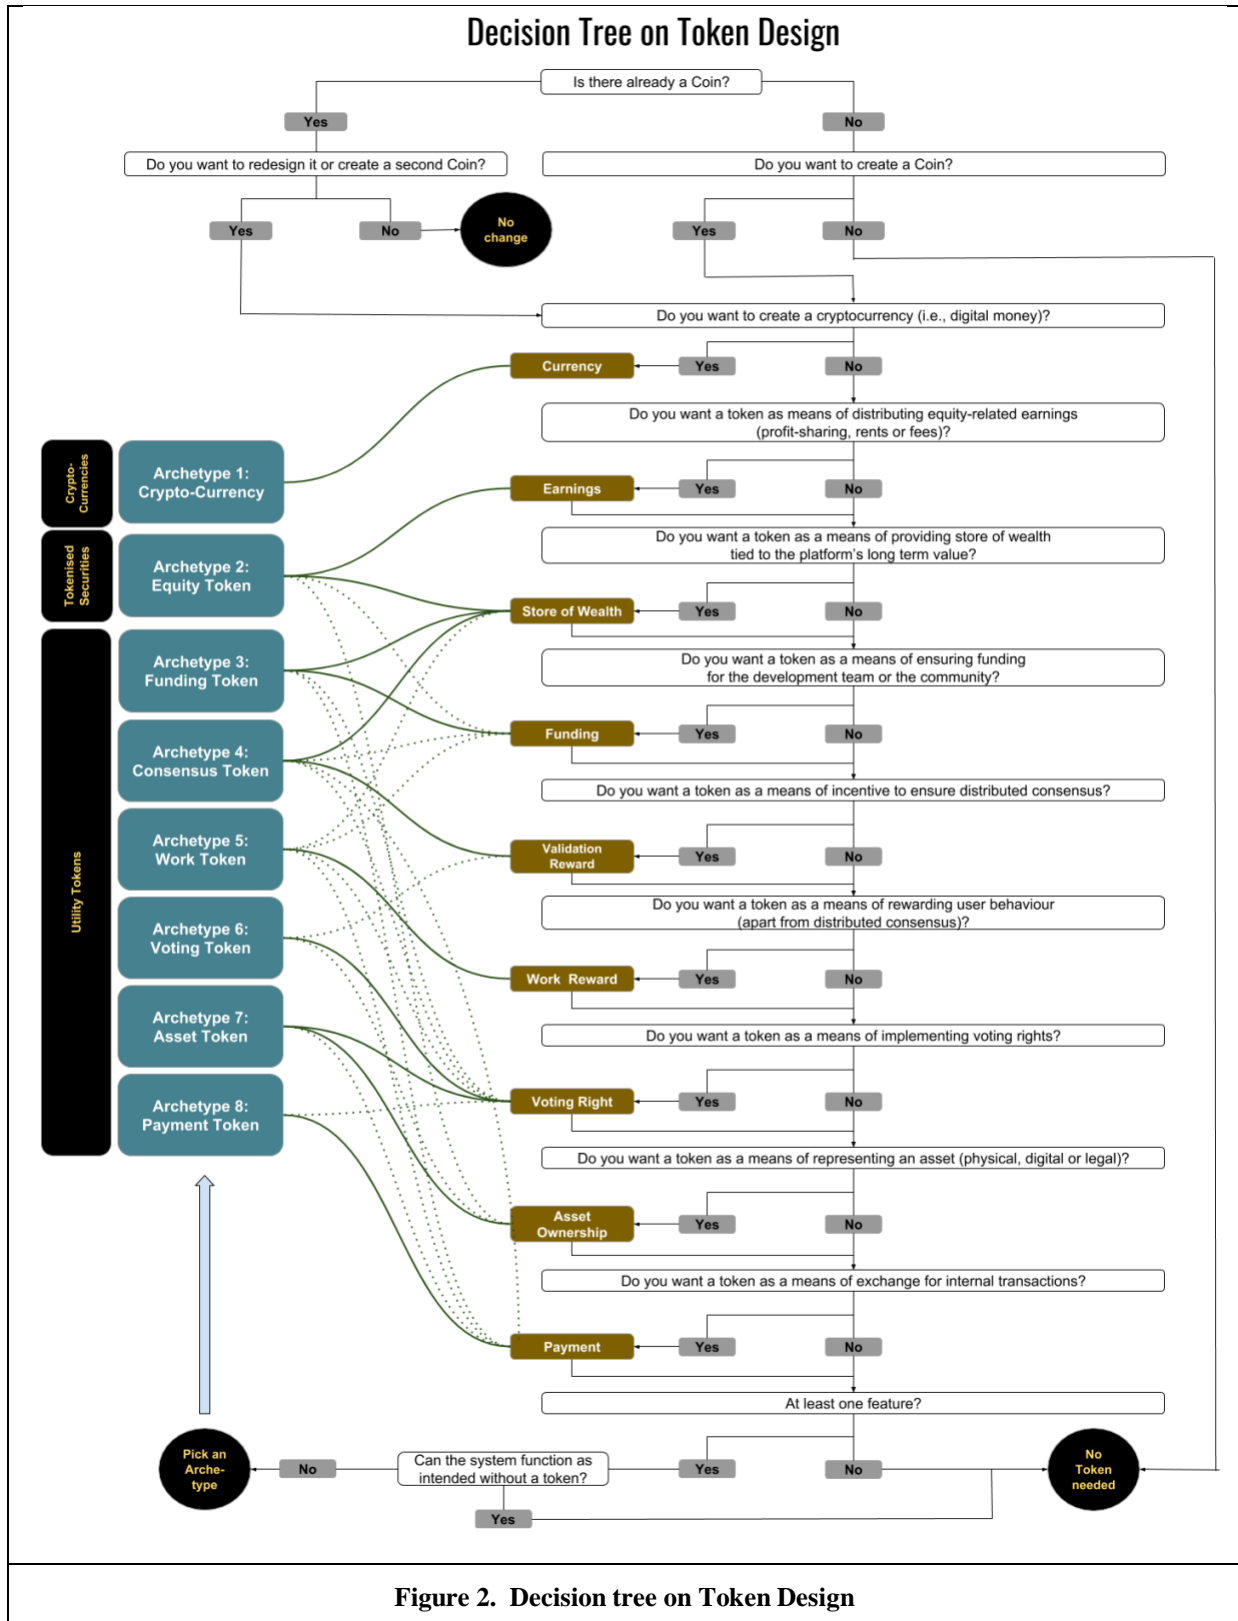 Decision Tree on Token Design
Is there already a Coin?
Yes
No
Do you want to redesign it or create a second Coin?
Do you want to create a Coin?
Yes
No
No
change
Yes
No
Do you want to create a cryptocurrency (i.e., digital money)?
Currency
Yes
No
Do you want a token as means of distributing equity-related earnings
(profit-sharing, rents or fees)?
Crypto-
Currencies
Archetype 1:
Crypto-Currency
Earnings
Yes
No
Do you want a token as a means of providing store of wealth
tied to the platform's long term value?
Tokenised
Securities
Archetype 2:
Equity Token
Store of Wealth
Yes
No
Utility Tokens
Archetype 3:
Funding Token
Do you want a token as a means of ensuring funding
for the development team or the community?
Funding
Yes
No
Archetype 4:
Consensus Token
Do you want a token as a means of incentive to ensure distributed consensus?
Archetype 5:
Work Token
Validation
Reward
Yes
No
Do you want a token as a means of rewarding user behaviour
(apart from distributed consensus)?
Archetype 6:
Voting Token
Work Reward
Yes
No
Archetype 7:
Asset Token
Do you want a token as a means of implementing voting rights?
Archetype 8:
Payment Token
Voting Right
Yes
No
Do you want a token as a means of representing an asset (physical, digital or legal)?
Asset
Ownership
Yes
No
Do you want a token as a means of exchange for internal transactions?
Payment
Yes
No
At least one feature?
Pick an
Arche-
type
No
Can the system function as
intended without a token?
Yes
No
No
Token
needed
Yes
Figure 2. Decision tree on Token Design